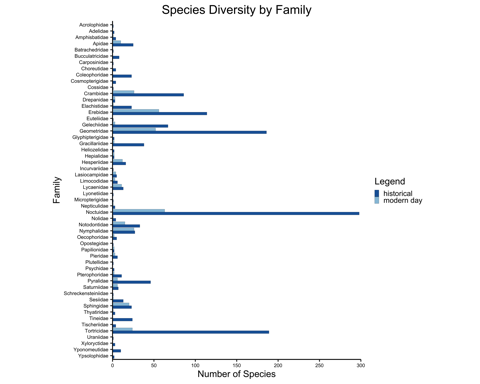 Species Diversity by Family
Acrolophidae
Adelidae
Amphisbatidae
Apidae
Batrachedridae
Bucculatricidae
Carposinidae
Choreutidae
Coleophoridae
Cosmopterigidae
Cossidae
Crambidae
Drepanidae
Elachistidae
Erebidae
Euteliidae
Gelechiidae
Geometridae
Glyphipterigidae
Gracillariidae
Heliozelidae
Hepialidae
Hesperiidae
Incurvariidae
Lasiocampidae
Limacodidae
Lycaenidae
Lyonetiidae
Micropterigidae
Nepticulidae
Noctuidae
Nolidae
Notodontidae
Nymphalidae
Oecophoridae
Opostegidae
Papilionidae
Pieridae
Plutellidae
Psychidae
Pterophoridae
Pyralidae
Saturniidae
Schreckensteiniidae
Sesiidae
Sphingidae
Thyatiridae
Tineidae
Tischeriidae
Tortricidae
Uraniidae
Xyloryctidae
Yponomeutidae
Ypsolophidae
Family
0 50 100 150 200 250 300
Number of Species
Legend
historical
modern day